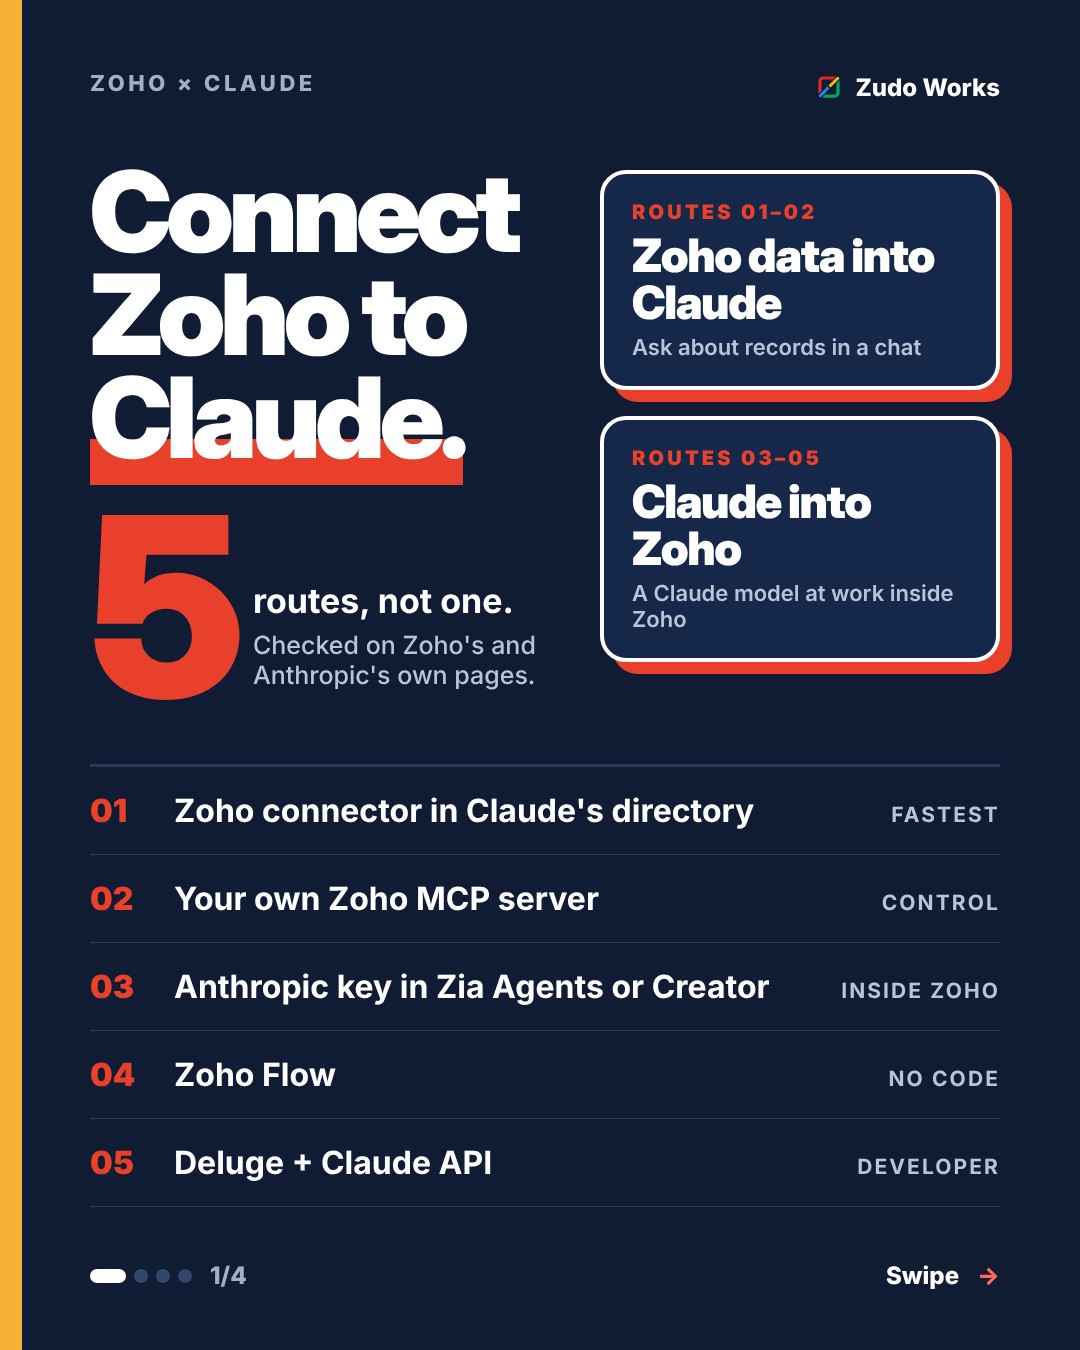 ZOHO × CLAUDE
Zudo Works
Connect
Zoho to
Claude.
5
routes, not one.
Checked on Zoho's and
Anthropic's own pages.
ROUTES 01–02
Zoho data into
Claude
Ask about records in a chat
ROUTES 03–05
Claude into
Zoho
A Claude model at work inside
Zoho
01 Zoho connector in Claude's directory FASTEST
02 Your own Zoho MCP server CONTROL
03 Anthropic key in Zia Agents or Creator INSIDE ZOHO
04 Zoho Flow NO CODE
05 Deluge + Claude API DEVELOPER
1/4
Swipe →